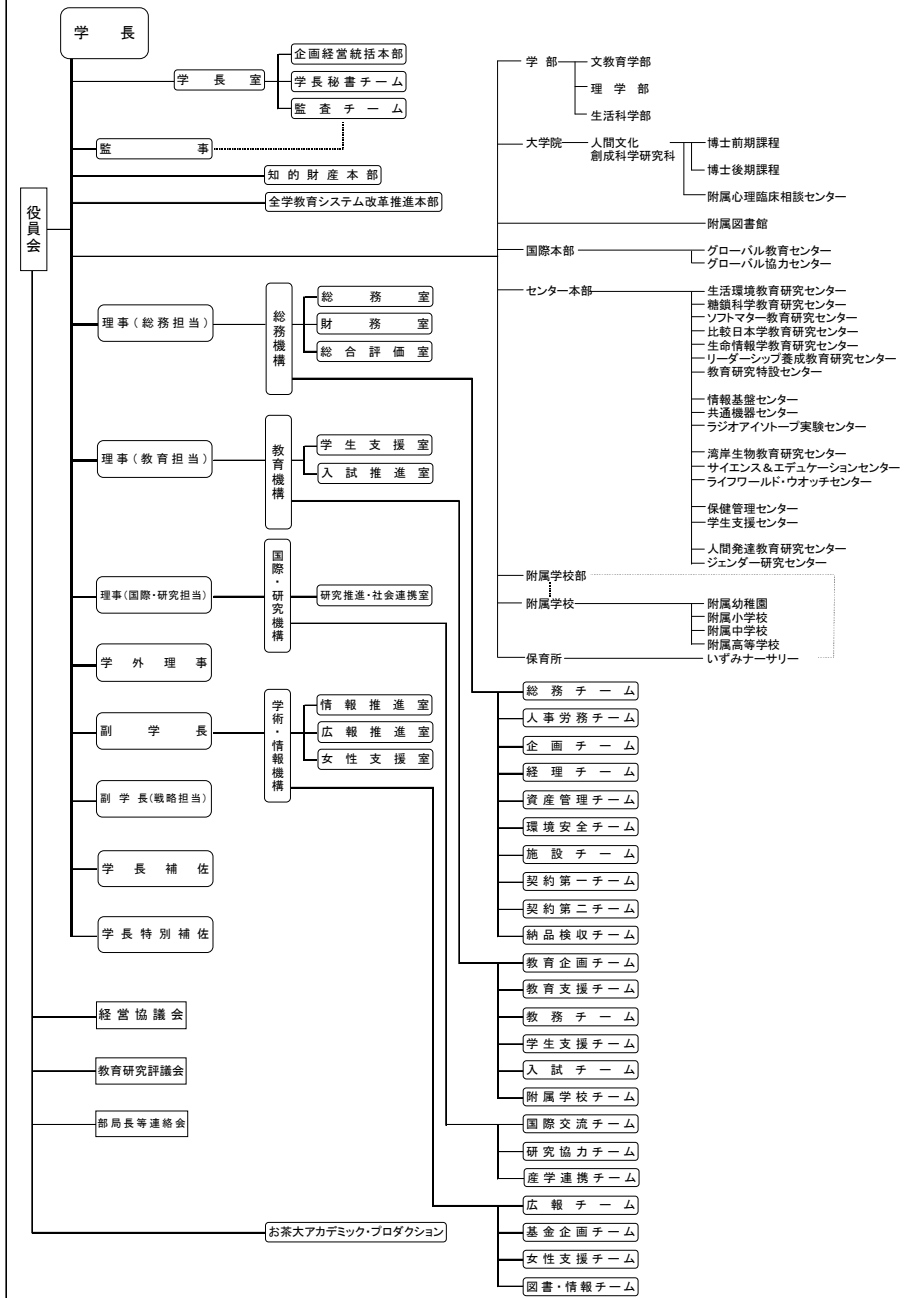 学長
学長室
企画経営統括本部
学長秘書チーム
監査チーム
監事
知的財産本部
全学教育システム改革推進本部
役員会
理事(総務担当)
総務機構
総務室
財務室
総合評価室
理事(教育担当)
教育機構
学生支援室
入試推進室
理事(国際・研究担当)
国際・研究機構
研究推進・社会連携室
学外理事
副学長
学術・情報機構
情報推進室
広報推進室
女性支援室
副学長(戦略担当)
学長補佐
学長特別補佐
経営協議会
教育研究評議会
部局長等連絡会
お茶大アカデミック・プロダクション
学部
文教育学部
理学部
生活科学部
大学院
人間文化
創成科学研究科
博士前期課程
博士後期課程
附属心理臨床相談センター
附属図書館
国際本部
グローバル教育センター
グローバル協力センター
センター本部
生活環境教育研究センター
糖鎖科学教育研究センター
ソフトマター教育研究センター
比較日本学教育研究センター
生命情報学教育研究センター
リーダーシップ養成教育研究センター
教育研究特設センター
情報基盤センター
共通機器センター
ラジオアイソトープ実験センター
湾岸生物教育研究センター
サイエンス&エデュケーションセンター
ライフワールド・ウオッチセンター
保健管理センター
学生支援センター
人間発達教育研究センター
ジェンダー研究センター
附属学校部
附属学校
附属幼稚園
附属小学校
附属中学校
附属高等学校
保育所
いずみナーサリー
総務チーム
人事労務チーム
企画チーム
経理チーム
資産管理チーム
環境安全チーム
施設チーム
契約第一チーム
契約第二チーム
納品検収チーム
教育企画チーム
教育支援チーム
教務チーム
学生支援チーム
入試チーム
附属学校チーム
国際交流チーム
研究協力チーム
産学連携チーム
広報チーム
基金企画チーム
女性支援チーム
図書・情報チーム